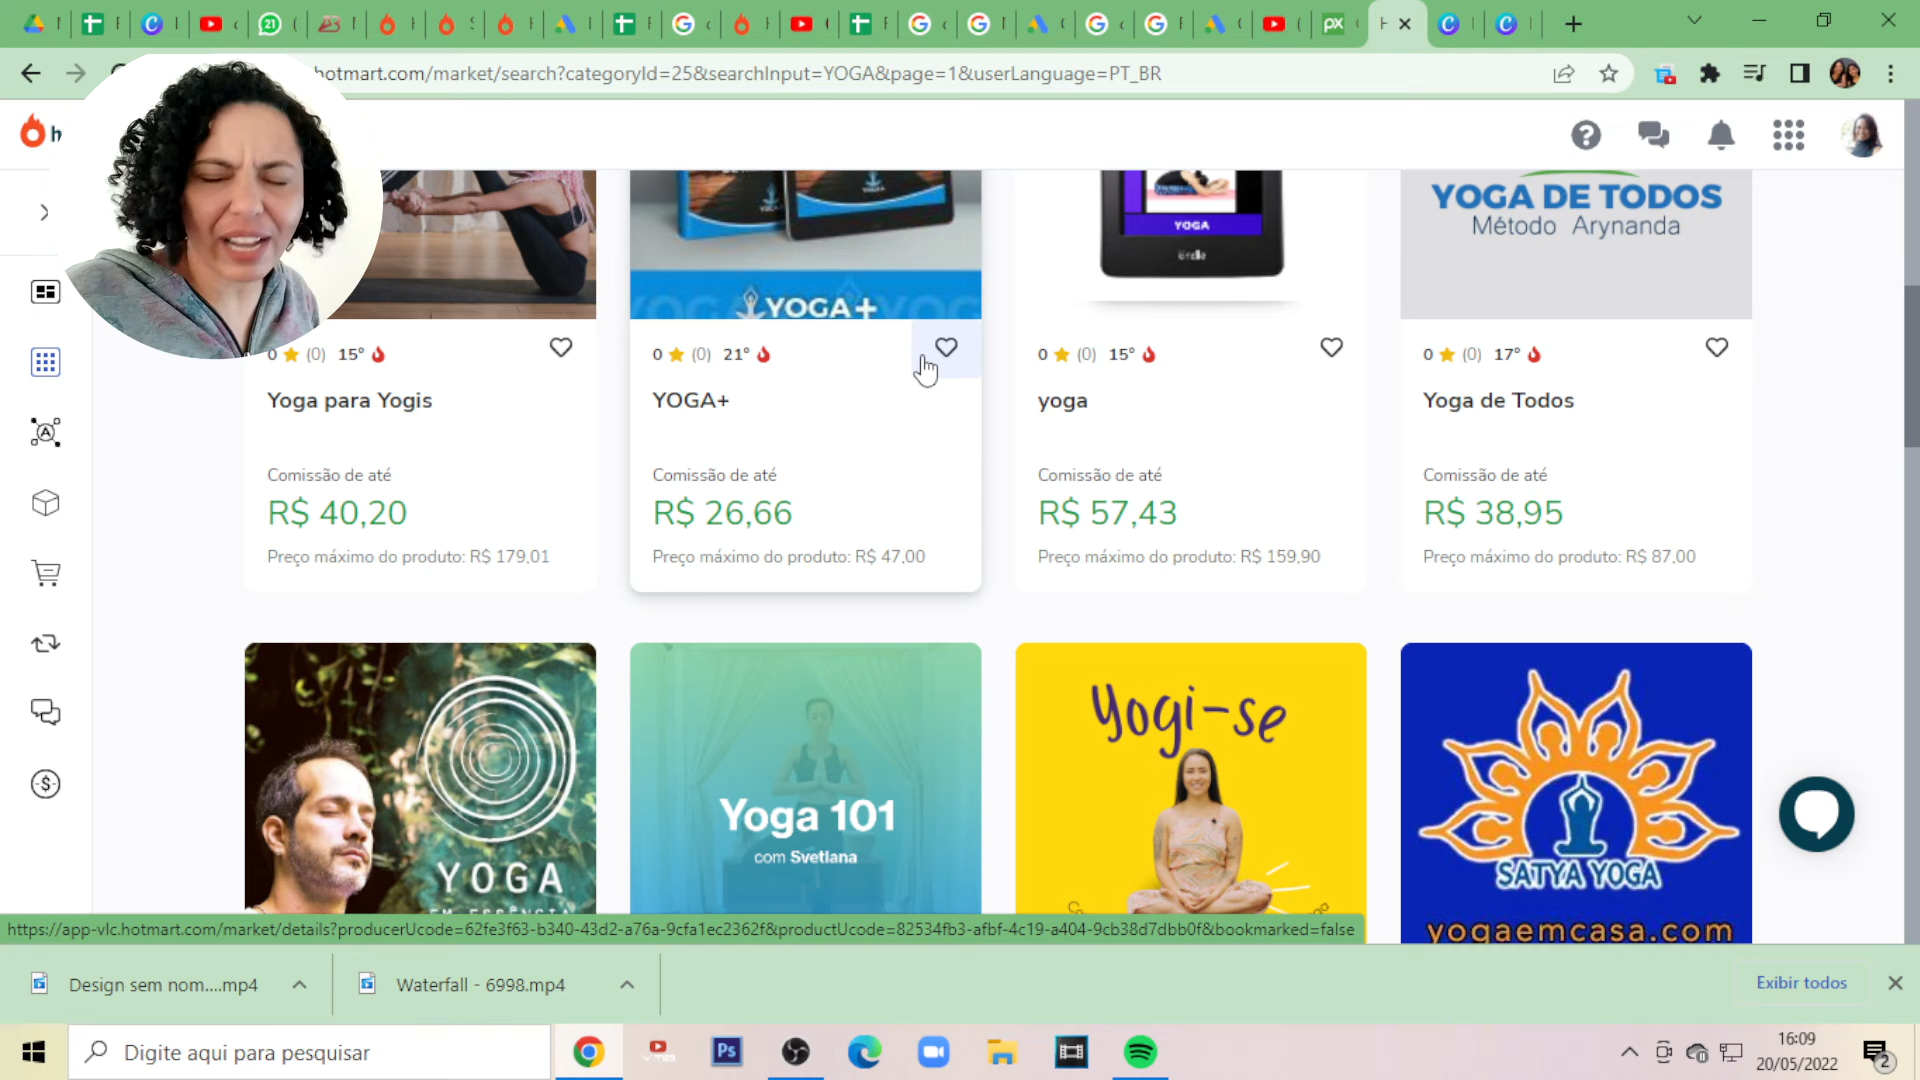 hotmart.com/market/search?categoryId=25&searchInput=YOGA&page=1&userLanguage=PT_BR
h
YOGA+
YOGA
kindle
YOGA DE TODOS
Método Arynanda
0 (0) 15°
0 (0) 21°
0 (0) 15°
0 (0) 17°
Yoga para Yogis
YOGA+
yoga
Yoga de Todos
Comissão de até
Comissão de até
Comissão de até
Comissão de até
R$ 40,20
R$ 26,66
R$ 57,43
R$ 38,95
Preço máximo do produto: R$ 179,01
Preço máximo do produto: R$ 47,00
Preço máximo do produto: R$ 159,90
Preço máximo do produto: R$ 87,00
YOGA
Yoga 101
com Svetlana
Yogi-se
SATYA YOGA
yogaemcasa.com
https://app-vlc.hotmart.com/market/details?producerUcode=62fe3f63-b340-43d2-a76a-9cfa1ec2362f&productUcode=82534fb3-afbf-4c19-a404-9cb38d7dbb0f&bookmarked=false
Design sem nom....mp4
Waterfall - 6998.mp4
Exibir todos
Digite aqui para pesquisar
Ps
16:09
20/05/2022
2